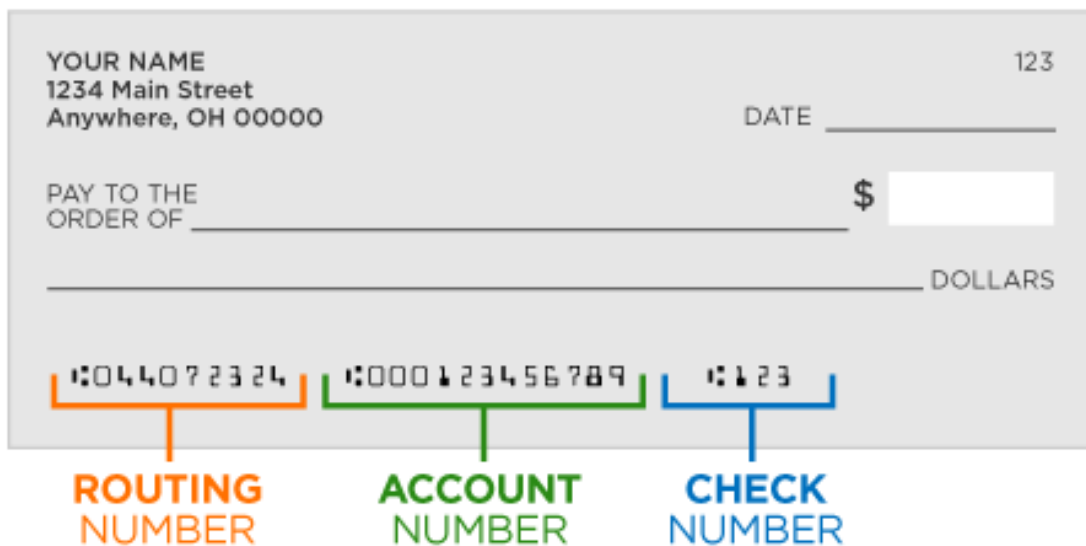 YOUR NAME 123
1234 Main Street
Anywhere, OH 00000
DATE
PAY TO THE
ORDER OF $
DOLLARS
⑆044072324 ⑆000123456789 ⑆123
ROUTING ACCOUNT CHECK
NUMBER NUMBER NUMBER